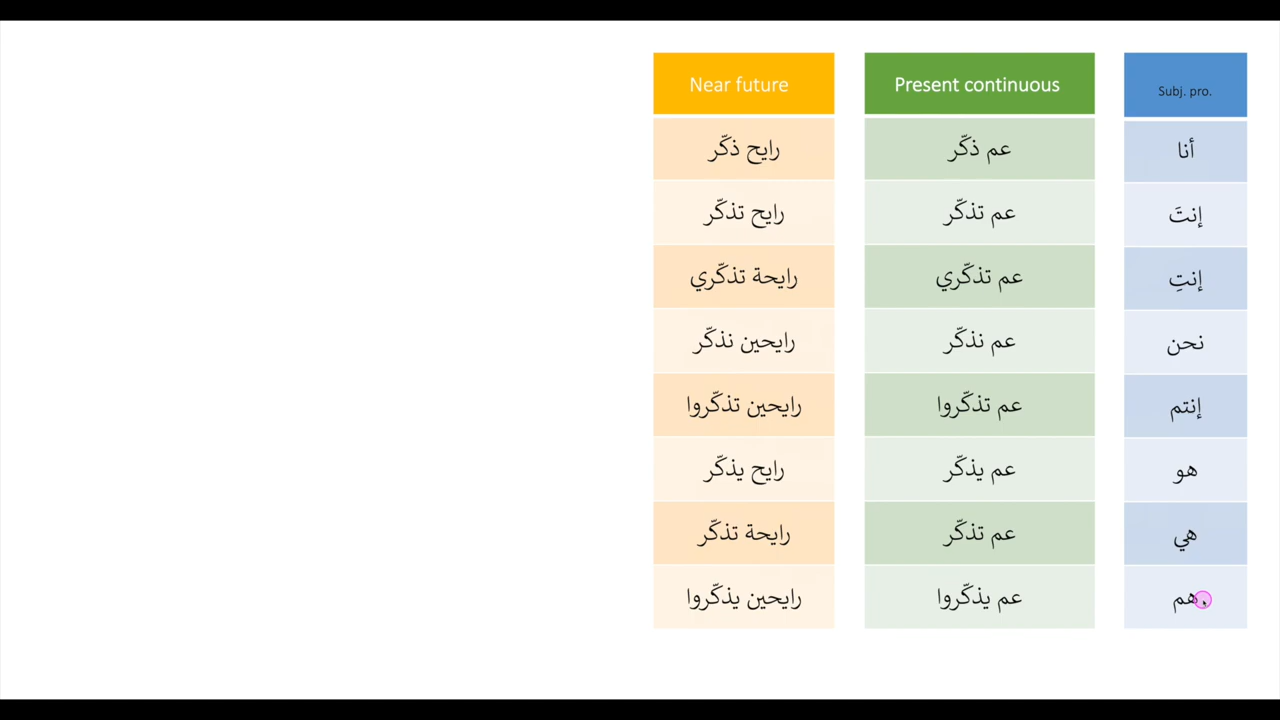 Subj. pro. Present continuous Near future
أنا عم ذكّر رايح ذكّر
إنتَ عم تذكّر رايح تذكّر
إنتِ عم تذكّري رايحة تذكّري
نحن عم نذكّر رايحين نذكّر
إنتم عم تذكّروا رايحين تذكّروا
هو عم يذكّر رايح يذكّر
هي عم تذكّر رايحة تذكّر
هم عم يذكّروا رايحين يذكّروا